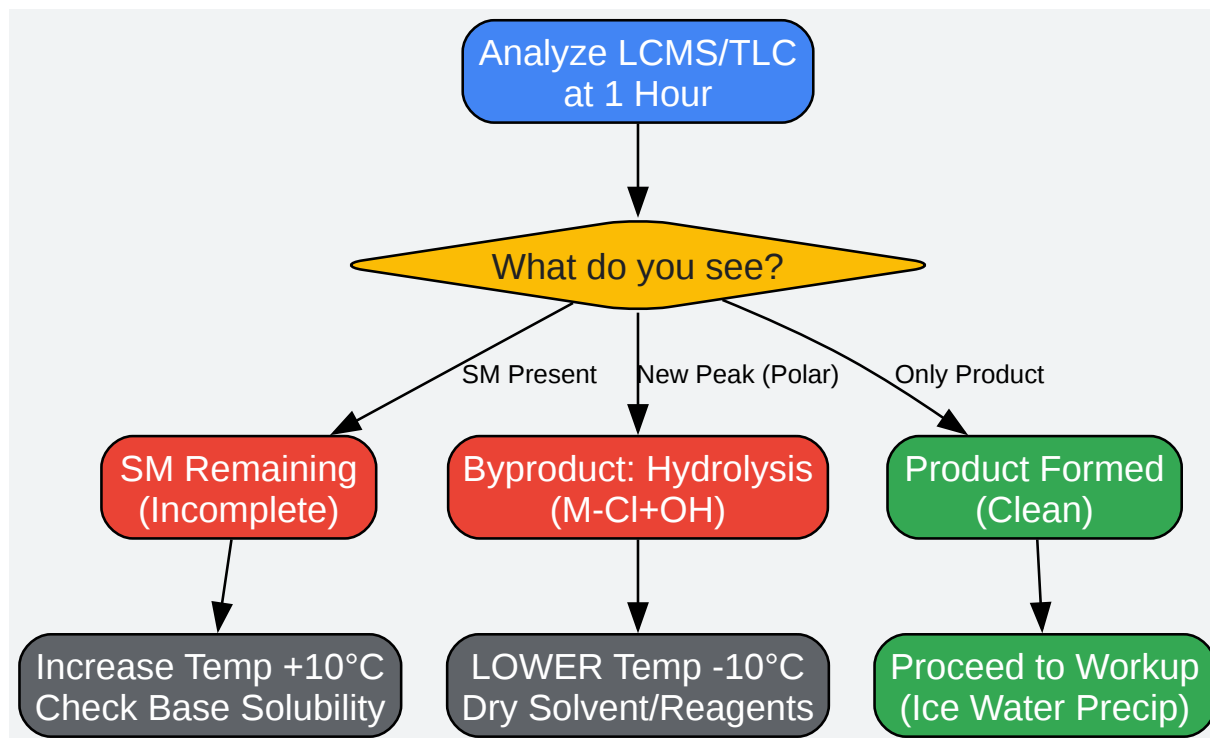 Analyze LCMS/TLC
at 1 Hour
What do you see?
SM Present
New Peak (Polar)
Only Product
SM Remaining
(Incomplete)
Byproduct: Hydrolysis
(M-Cl+OH)
Product Formed
(Clean)
Increase Temp +10°C
Check Base Solubility
LOWER Temp -10°C
Dry Solvent/Reagents
Proceed to Workup
(Ice Water Precip)